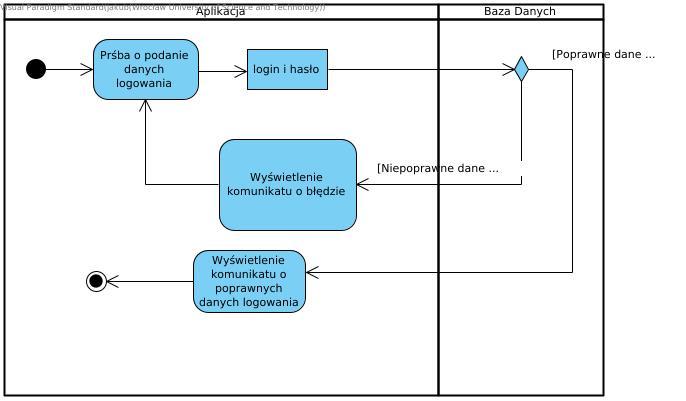 Visual Paradigm Standard(Jakub(Wrocław University of Science and Technology))
Aplikacja
Baza Danych
[Poprawne dane ...
Prśba o podanie
danych
logowania
login i hasło
[Niepoprawne dane ...
Wyświetlenie
komunikatu o błędzie
Wyświetlenie
komunikatu o
poprawnych
danych logowania